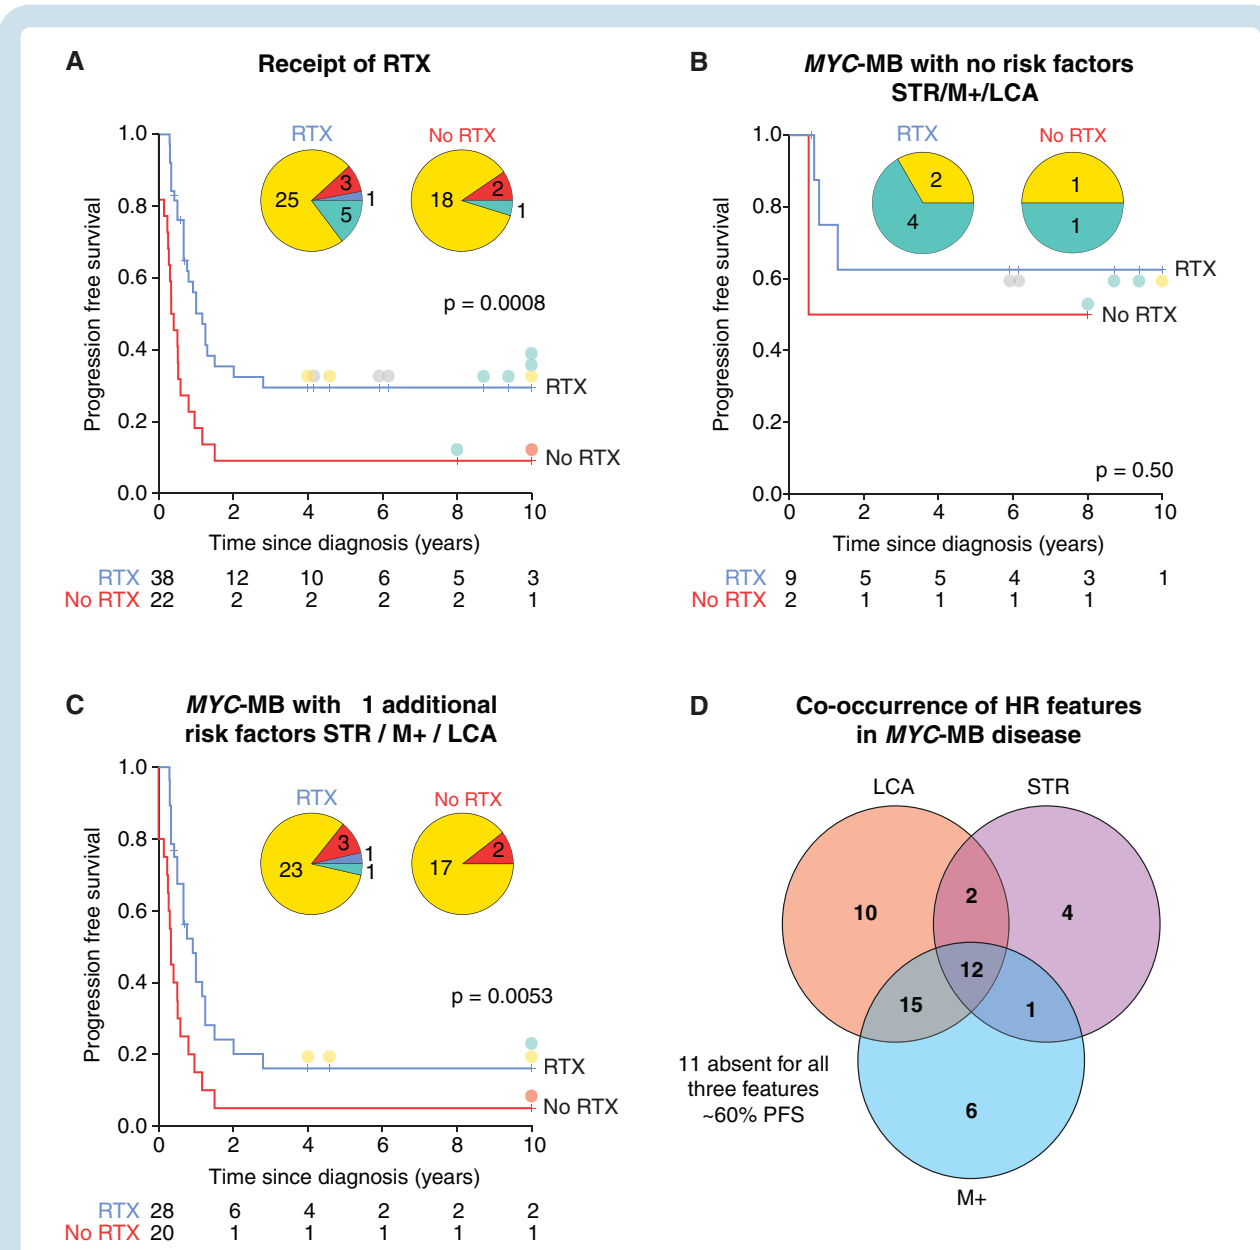 A
Receipt of RTX
1.0
0.8
0.6
0.4
0.2
0.0
Progression free survival
RTX
No RTX
25
3
1
5
18
2
1
p = 0.0008
RTX
No RTX
0 2 4 6 8 10
Time since diagnosis (years)
RTX 38 12 10 6 5 3
No RTX 22 2 2 2 2 1
B
MYC-MB with no risk factors
STR/M+/LCA
1.0
0.8
0.6
0.4
0.2
0.0
Progression free survival
RTX
No RTX
2
4
1
1
RTX
No RTX
p = 0.50
0 2 4 6 8 10
Time since diagnosis (years)
RTX 9 5 5 4 3 1
No RTX 2 1 1 1 1
C
MYC-MB with 1 additional
risk factors STR / M+ / LCA
1.0
0.8
0.6
0.4
0.2
0.0
Progression free survival
RTX
No RTX
23
3
1
1
17
2
p = 0.0053
RTX
No RTX
0 2 4 6 8 10
Time since diagnosis (years)
RTX 28 6 4 2 2 2
No RTX 20 1 1 1 1 1
D
Co-occurrence of HR features
in MYC-MB disease
LCA
STR
10
2
4
12
15
1
6
11 absent for all
three features
~60% PFS
M+